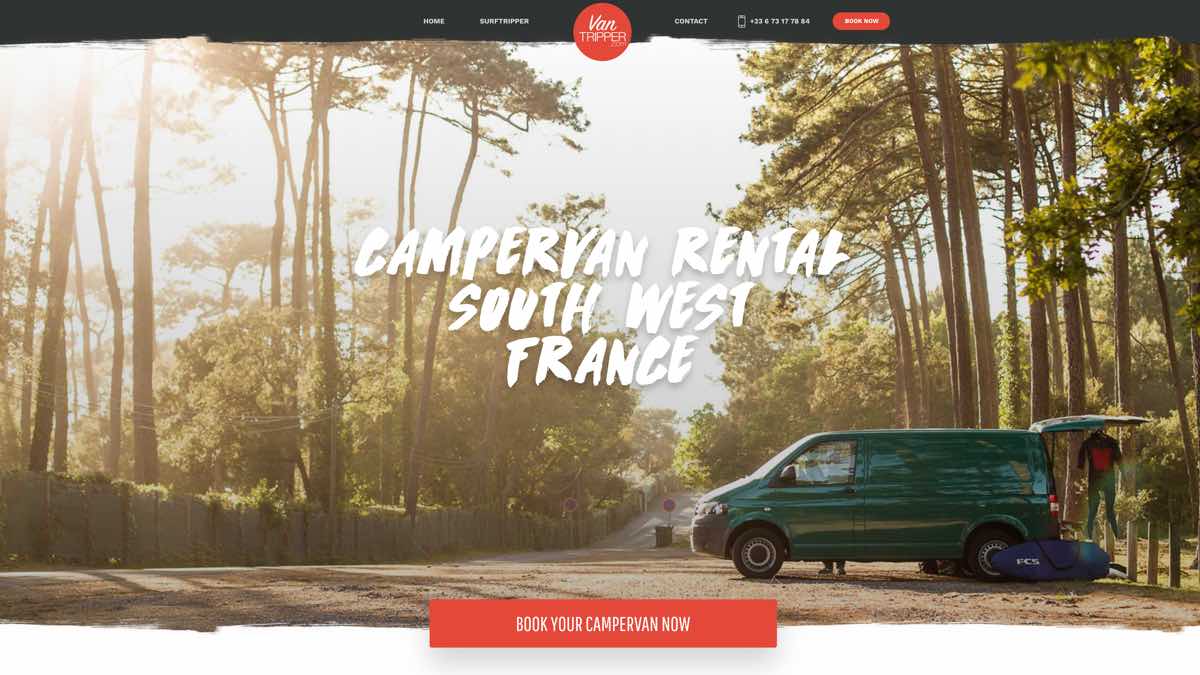 HOME
SURFTRIPPER
Van
TRIPPER
.com
CONTACT
+33 6 73 17 78 84
BOOK NOW
CAMPERVAN RENTAL
SOUTH WEST
FRANCE
FCS
BOOK YOUR CAMPERVAN NOW